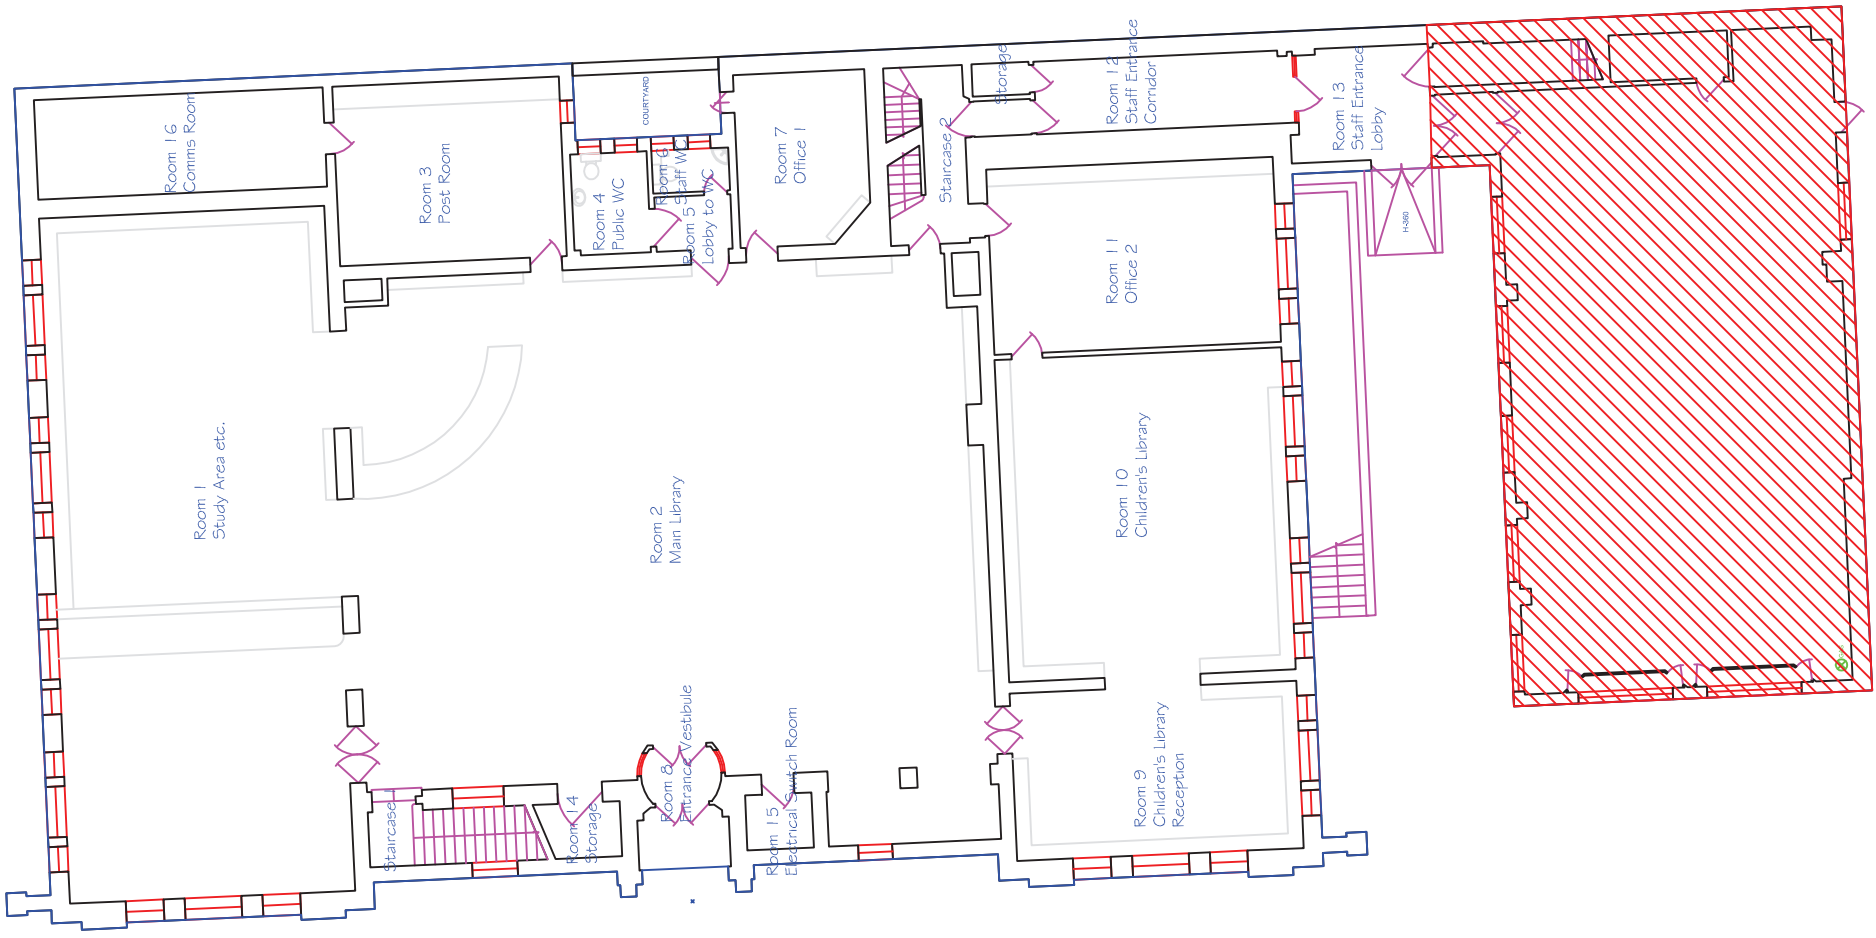 Room 16
Comms Room
Room 3
Post Room
COURTYARD
Room 4
Public WC
Room 6
Staff WC
Room 5
Lobby to WC
Room 7
Office 1
Staircase 2
Storage
Room 12
Staff Entrance
Corridor
Room 13
Staff Entrance
Lobby
Room 11
Office 2
Room 1
Study Area etc.
Room 2
Main Library
Room 10
Children's Library
Room 8
Entrance Vestibule
Room 9
Children's Library
Reception
Staircase 1
Room 14
Storage
Room 15
Electrical Switch Room